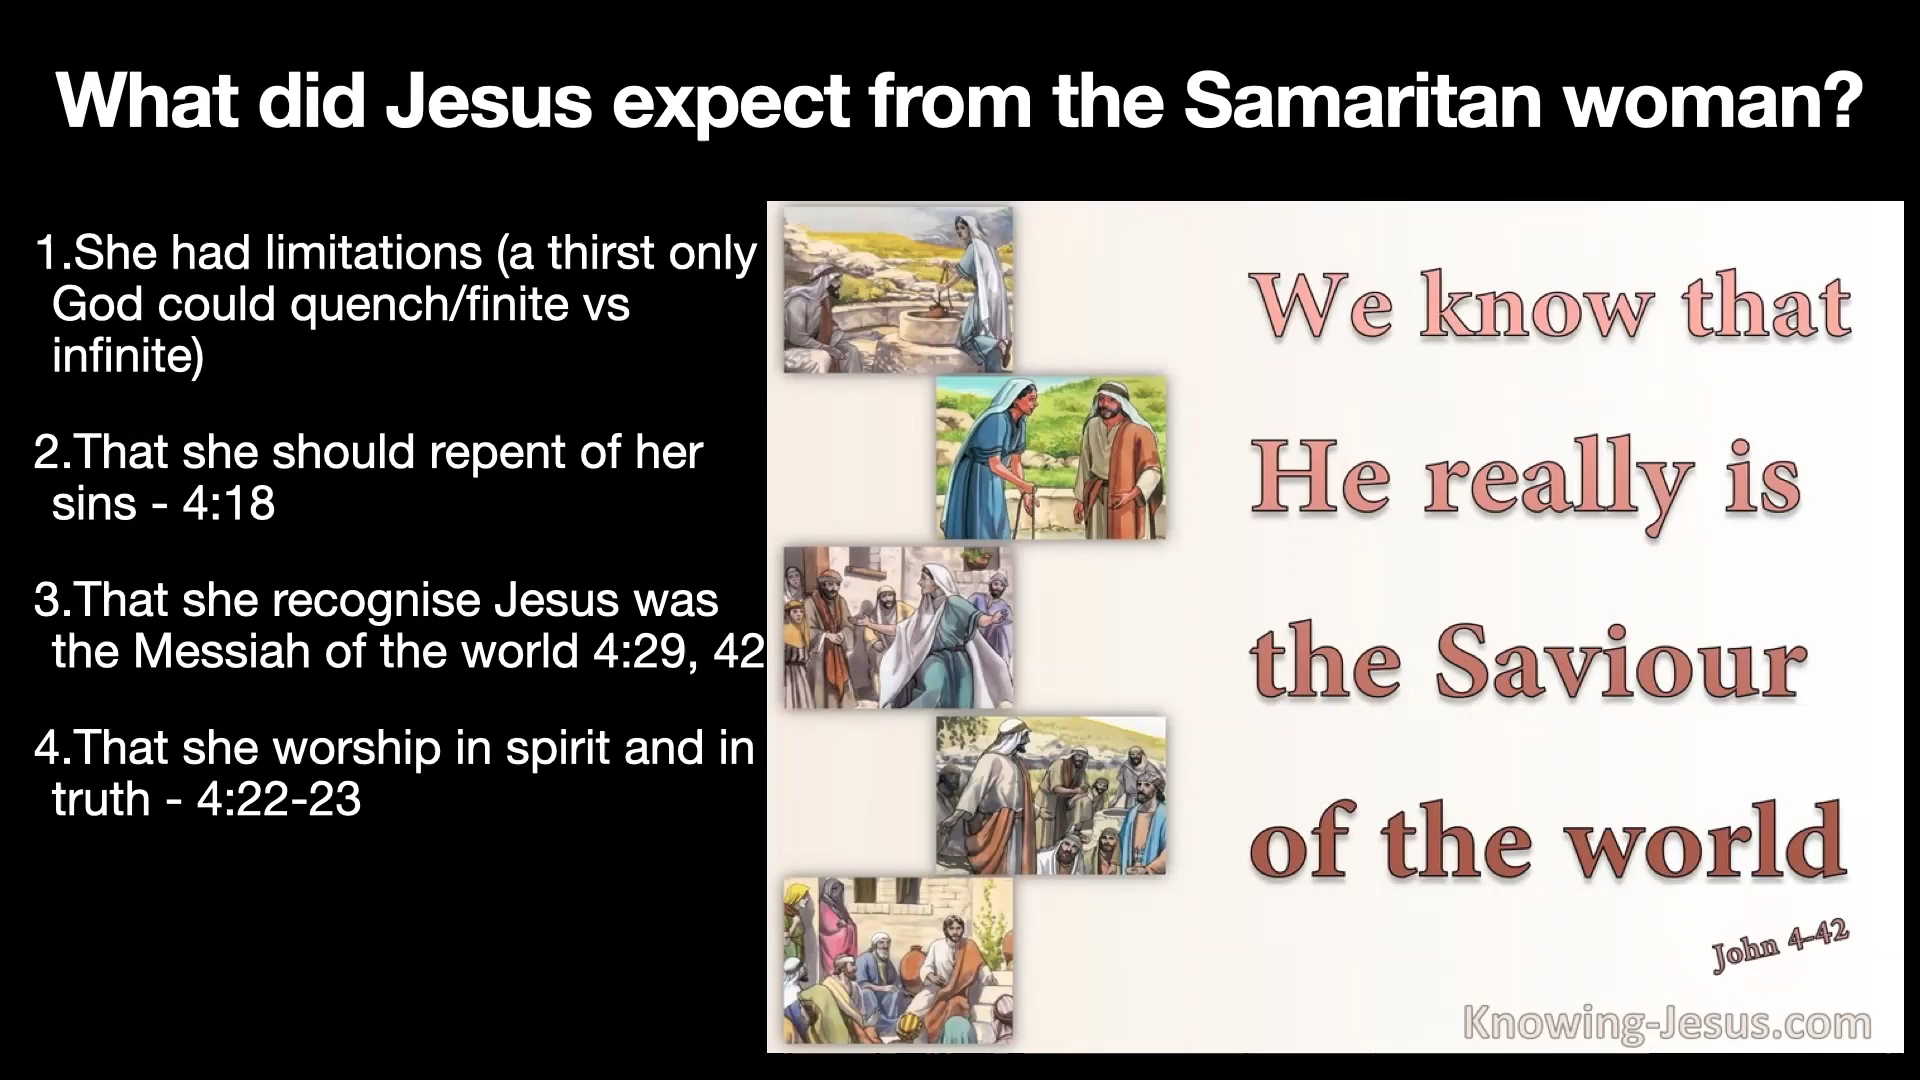 What did Jesus expect from the Samaritan woman?
1.She had limitations (a thirst only
God could quench/finite vs
infinite)
2.That she should repent of her
sins - 4:18
3.That she recognise Jesus was
the Messiah of the world 4:29, 42
4.That she worship in spirit and in
truth - 4:22-23
We know that
He really is
the Saviour
of the world
John 4-42
Knowing-Jesus.com